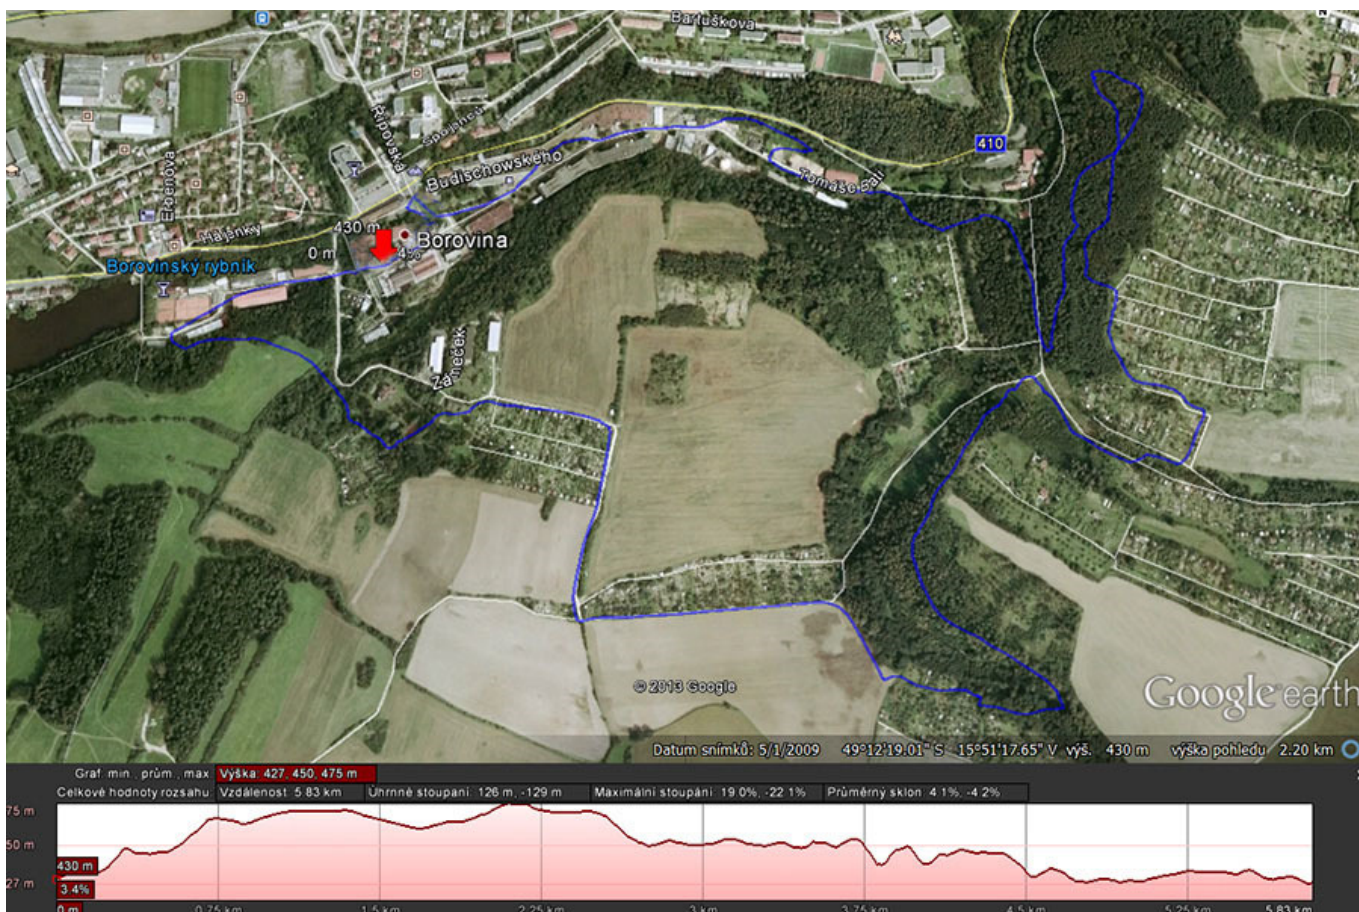 Bartuškova
Řípovská
Spojenců
410
Budischowského
Tomáše Bati
Erbenova
Hájenky
430 m
Borovina
0 m
4%
Borovinský rybník
Zámeček
© 2013 Google
Google earth
Datum snímků: 5/1/2009 49°12'19.01" S 15°51'17.65" V výš. 430 m výška pohledu 2.20 km
Graf: min., prům., max Výška: 427, 450, 475 m
Celkové hodnoty rozsahu: Vzdálenost: 5.83 km Úhrnné stoupání: 126 m, -129 m Maximální stoupání: 19.0%, -22.1% Průměrný sklon: 4.1%, -4.2%
75 m
50 m
430 m
27 m
3.4%
0 m 0.75 km 1.5 km 2.25 km 3 km 3.75 km 4.5 km 5.25 km 5.83 km